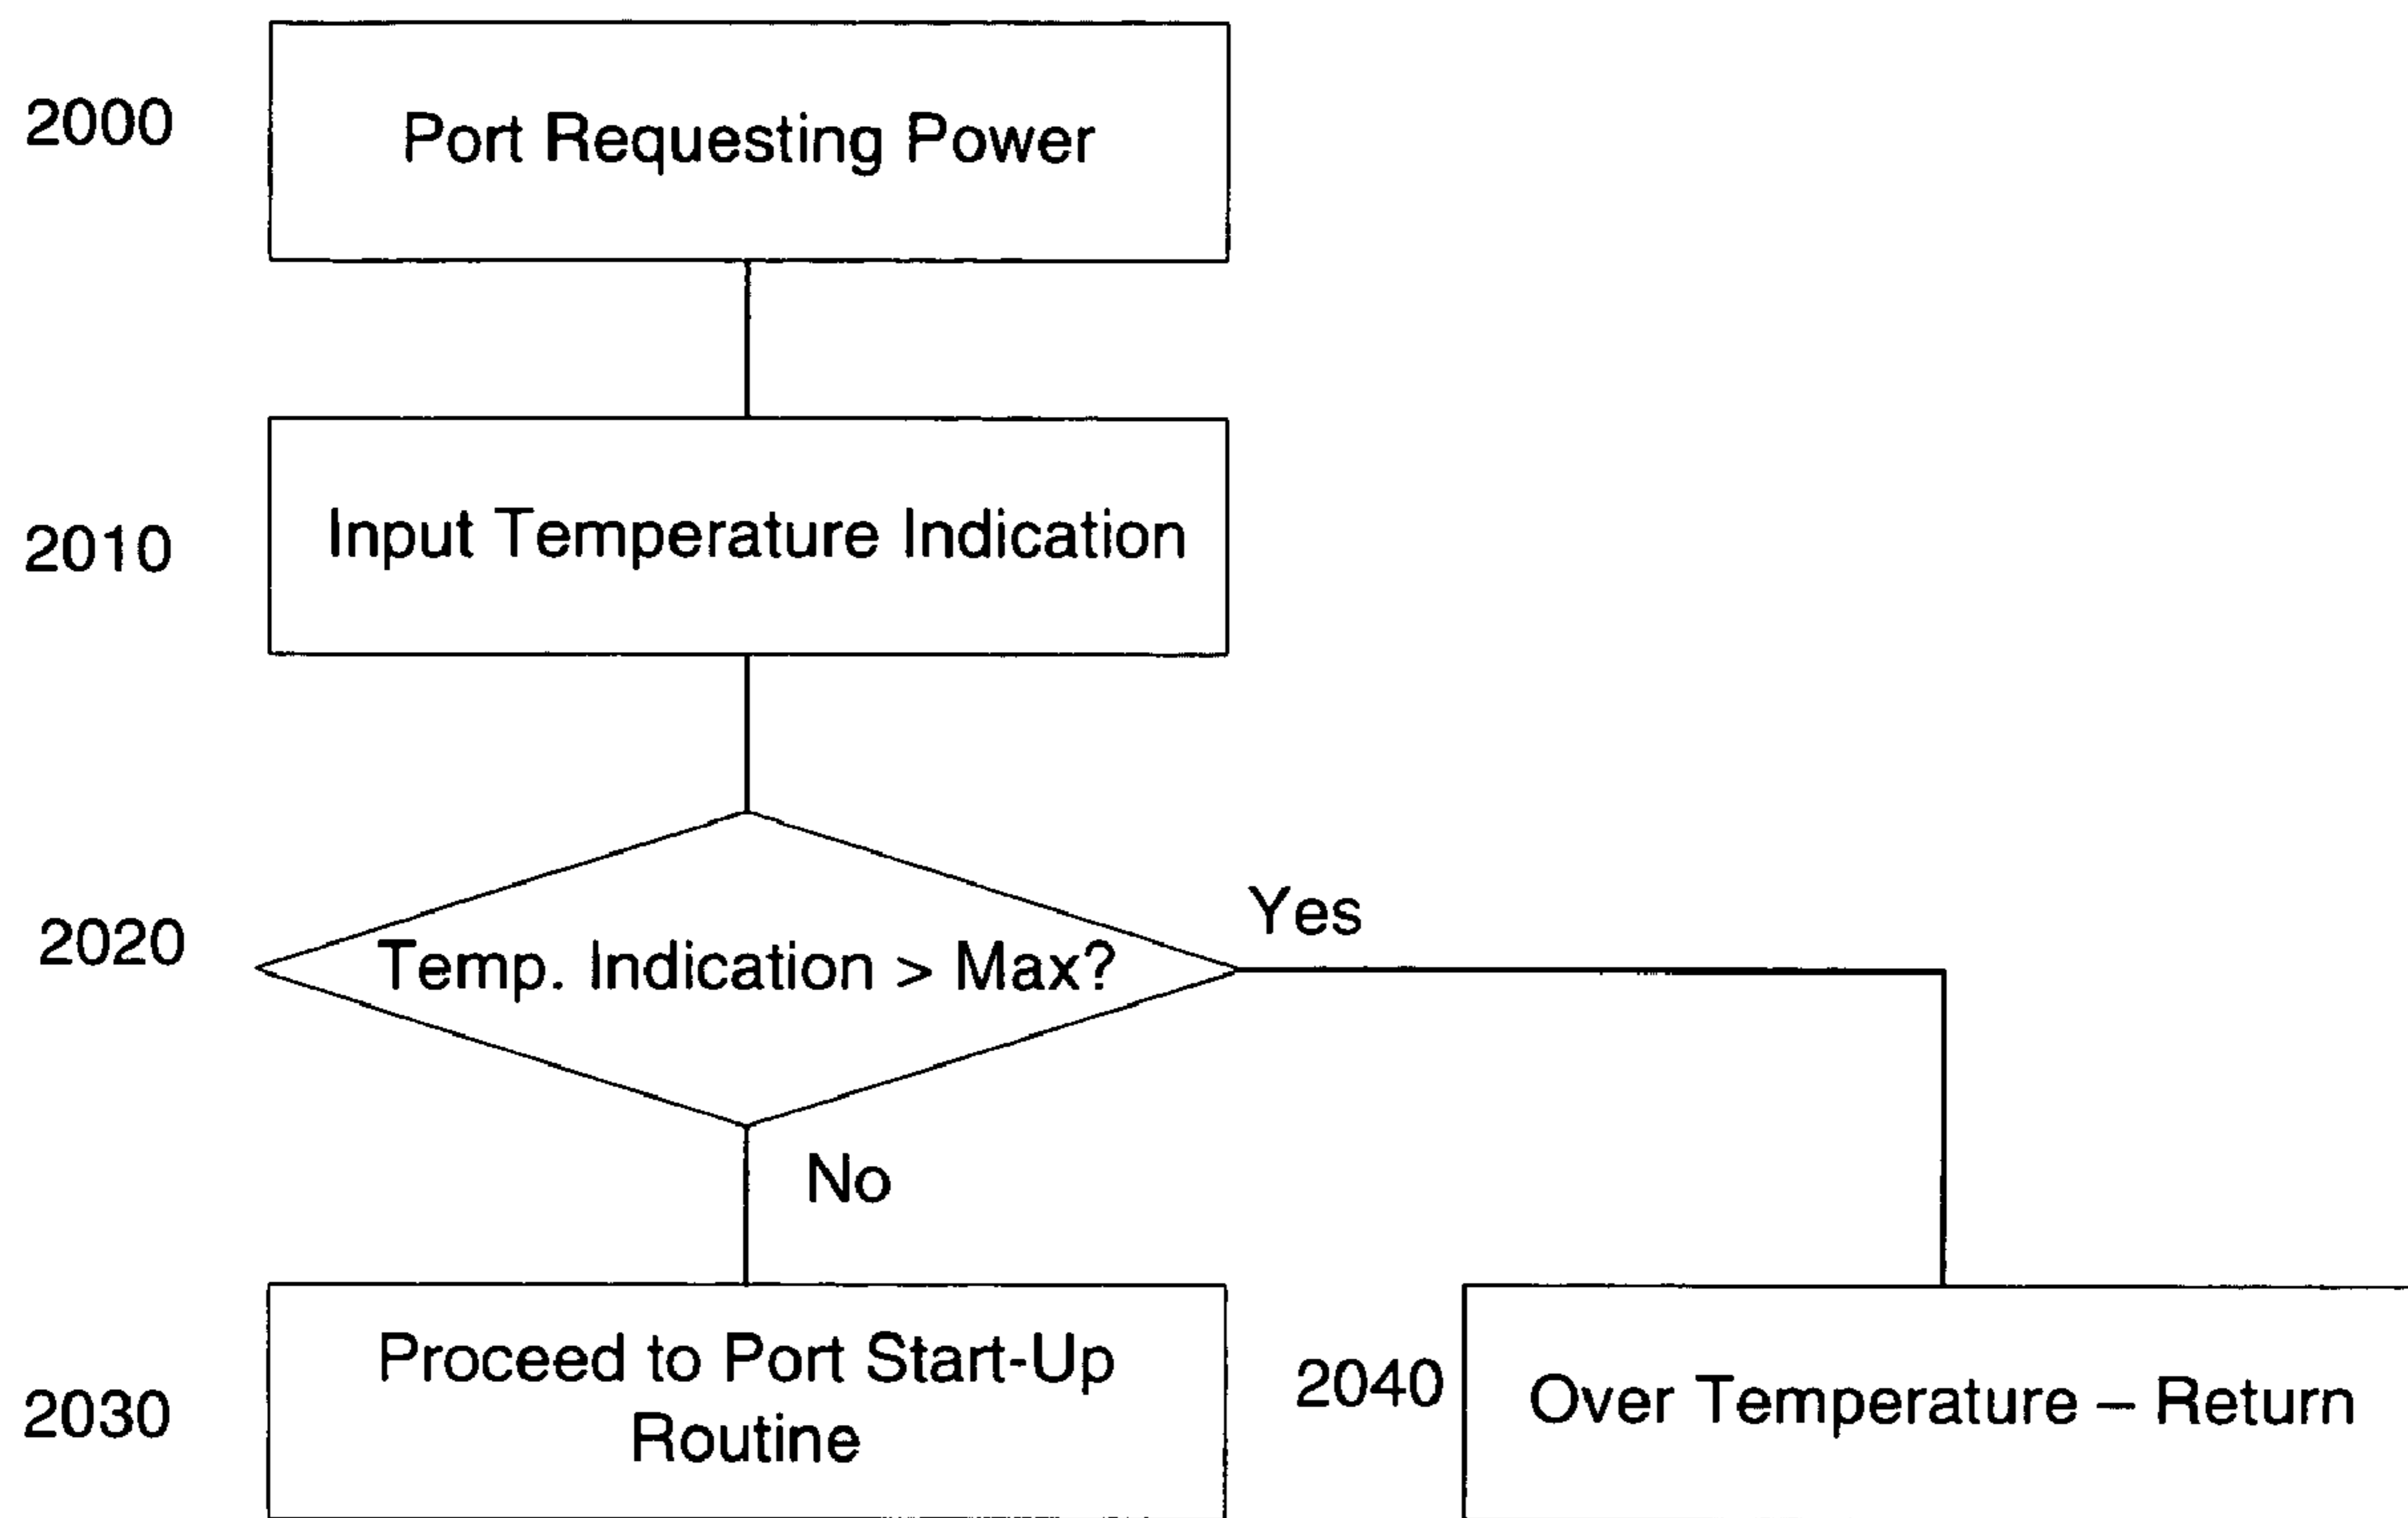 2000
Port Requesting Power
2010
Input Temperature Indication
2020
Temp. Indication > Max?
Yes
No
2030
Proceed to Port Start-Up
Routine
2040
Over Temperature – Return